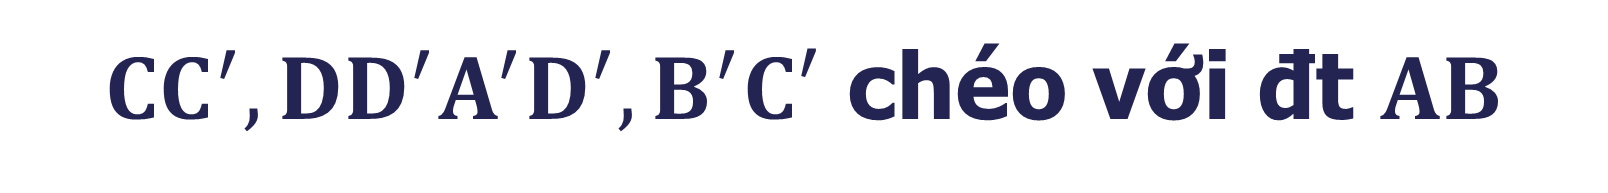 CC′, DD′A′D′, B′C′ chéo với đt AB